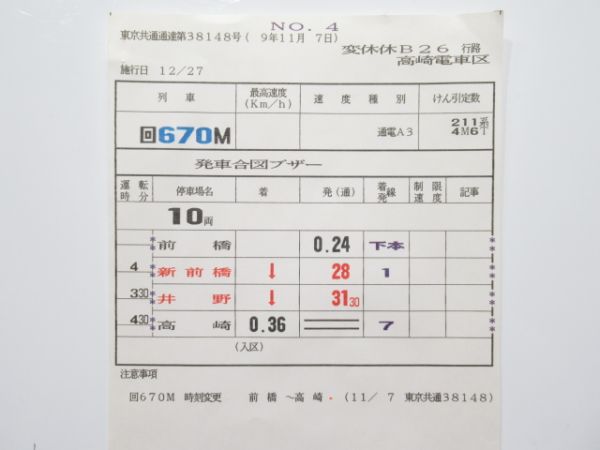 NO. 4
東京共通通達第38148号( 9年11月 7日)
変休休B26 行路
高崎電車区
施行日 12/27
列 車 最高速度 (Km/h) 速 度 種 別 けん引定数
回670M 通電A3 211系 4M6T
発車合図ブザー
運転時分 停車場名 着 発(通) 着発線 制限速度 記事
10両
前 橋 0.24 下本
4 新 前 橋 ↓ 28 1
330 井 野 ↓ 3130
430 高 崎 0.36 7
(入区)
注意事項
回670M 時刻変更 前 橋 ~高 崎 ・ (11/ 7 東京共通38148)